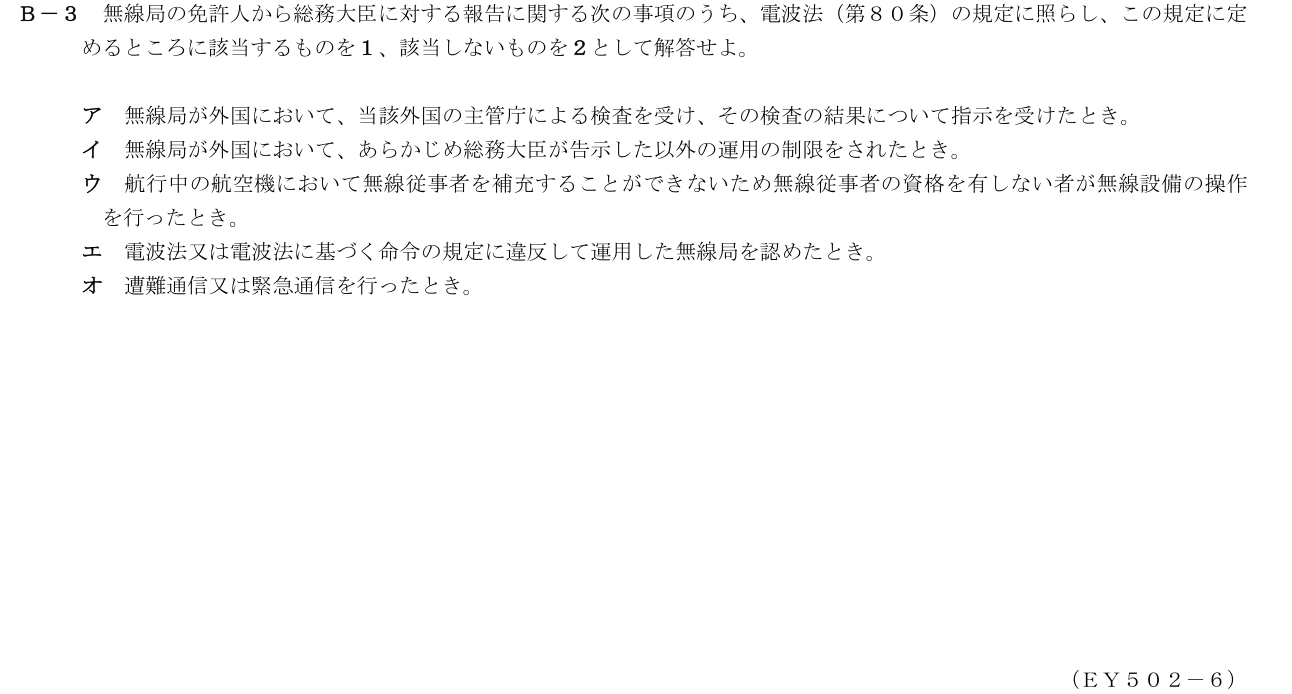 Ｂ－３　無線局の免許人から総務大臣に対する報告に関する次の事項のうち、電波法（第８０条）の規定に照らし、この規定に定
めるところに該当するものを１、該当しないものを２として解答せよ。
ア　無線局が外国において、当該外国の主管庁による検査を受け、その検査の結果について指示を受けたとき。
イ　無線局が外国において、あらかじめ総務大臣が告示した以外の運用の制限をされたとき。
ウ　航行中の航空機において無線従事者を補充することができないため無線従事者の資格を有しない者が無線設備の操作
を行ったとき。
エ　電波法又は電波法に基づく命令の規定に違反して運用した無線局を認めたとき。
オ　遭難通信又は緊急通信を行ったとき。
（ＥＹ５０２－６）